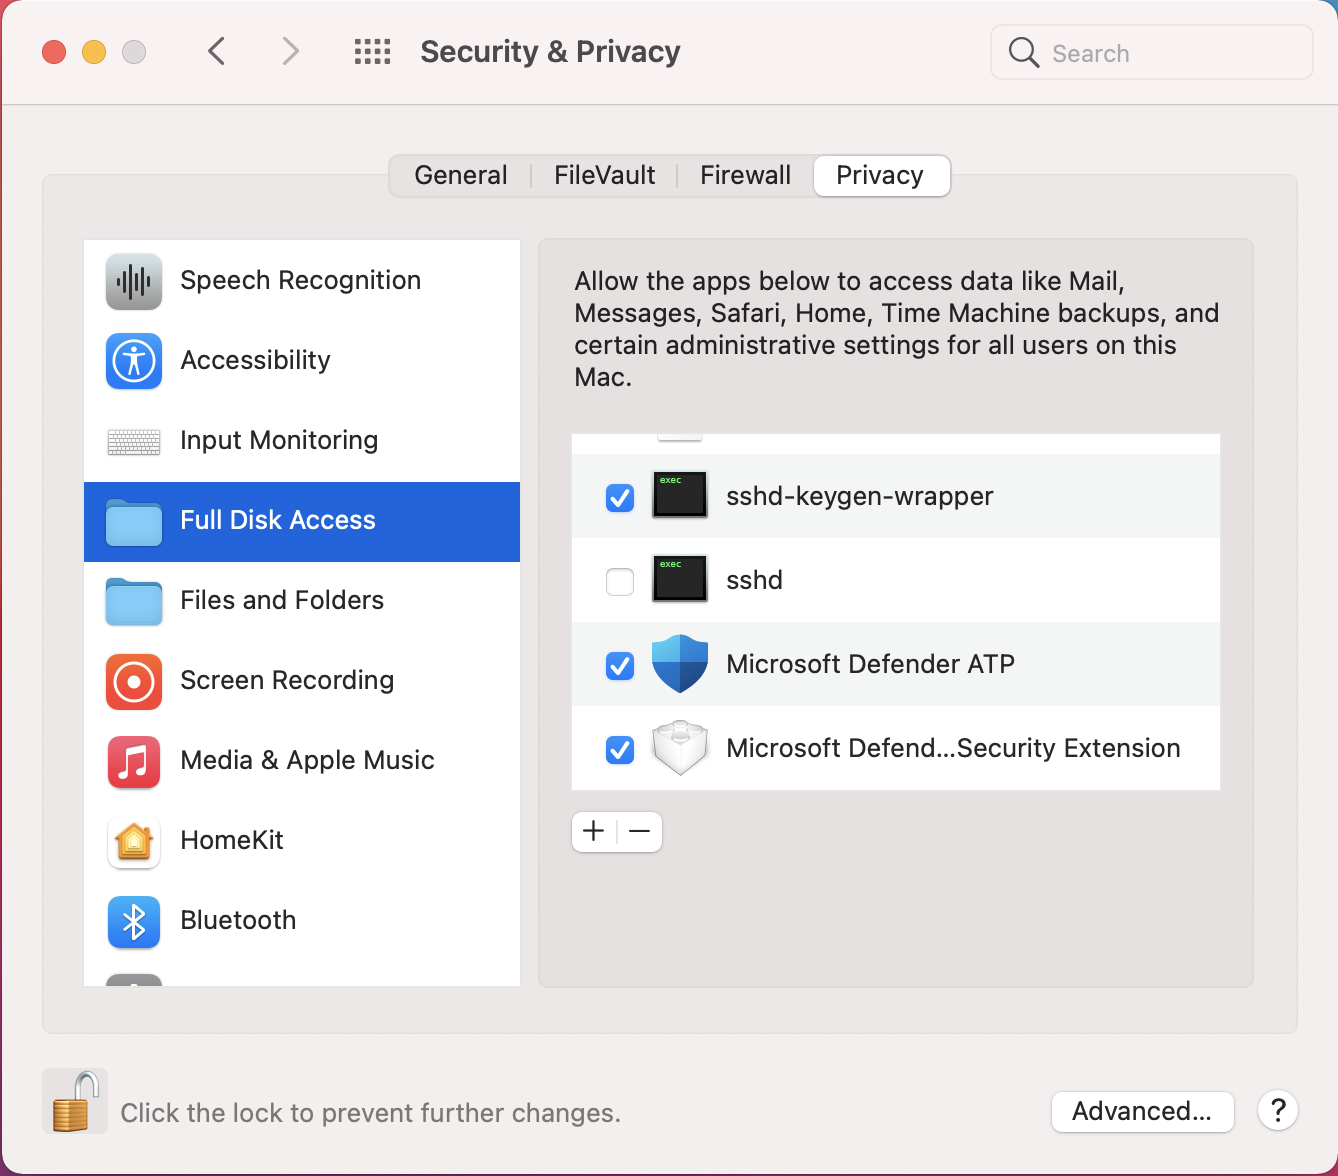 Security & Privacy
Search
General
FileVault
Firewall
Privacy
Speech Recognition
Accessibility
Input Monitoring
Full Disk Access
Files and Folders
Screen Recording
Media & Apple Music
HomeKit
Bluetooth
Allow the apps below to access data like Mail,
Messages, Safari, Home, Time Machine backups, and
certain administrative settings for all users on this
Mac.
exec
sshd-keygen-wrapper
exec
sshd
Microsoft Defender ATP
Microsoft Defend...Security Extension
Click the lock to prevent further changes.
Advanced...
?